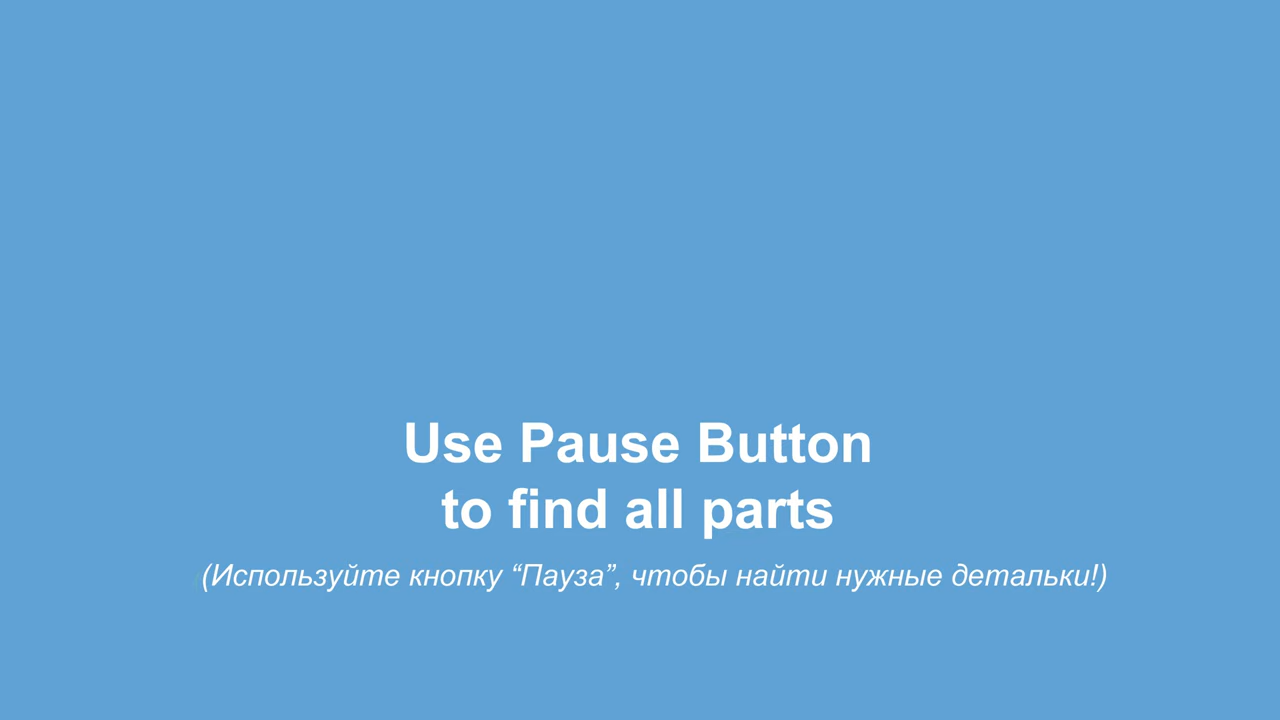 Use Pause Button
to find all parts
(Используйте кнопку “Пауза”, чтобы найти нужные детальки!)